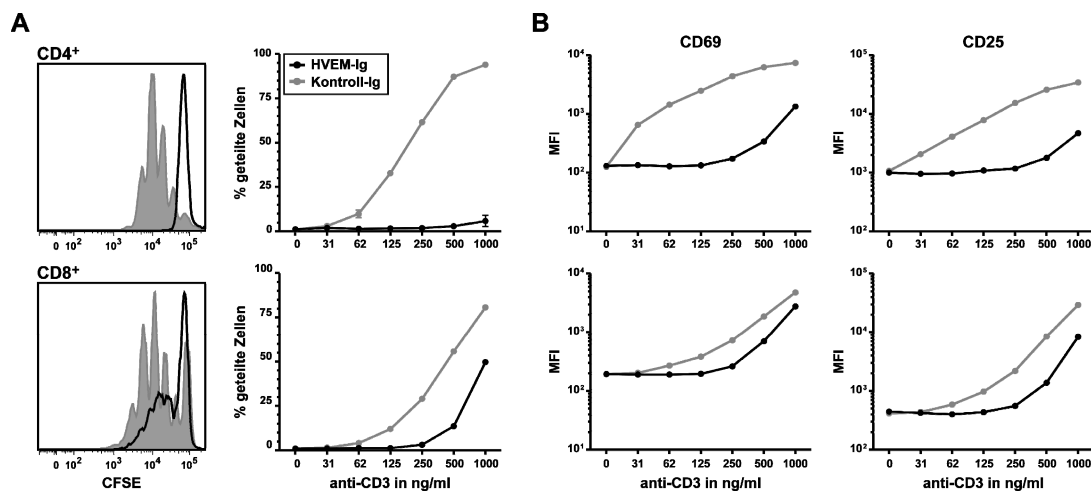 A
B
CD4+
CD69
CD25
HVEM-Ig
Kontroll-Ig
% geteilte Zellen
100
75
50
25
0
0 31 62 125 250 500 1000
0 10² 10³ 10⁴ 10⁵
MFI
10⁴
10³
10²
10¹
0 31 62 125 250 500 1000
MFI
10⁵
10⁴
10³
10²
0 31 62 125 250 500 1000
CD8+
0 10² 10³ 10⁴ 10⁵
CFSE
% geteilte Zellen
100
75
50
25
0
0 31 62 125 250 500 1000
anti-CD3 in ng/ml
MFI
10⁴
10³
10²
10¹
0 31 62 125 250 500 1000
anti-CD3 in ng/ml
MFI
10⁵
10⁴
10³
10²
0 31 62 125 250 500 1000
anti-CD3 in ng/ml